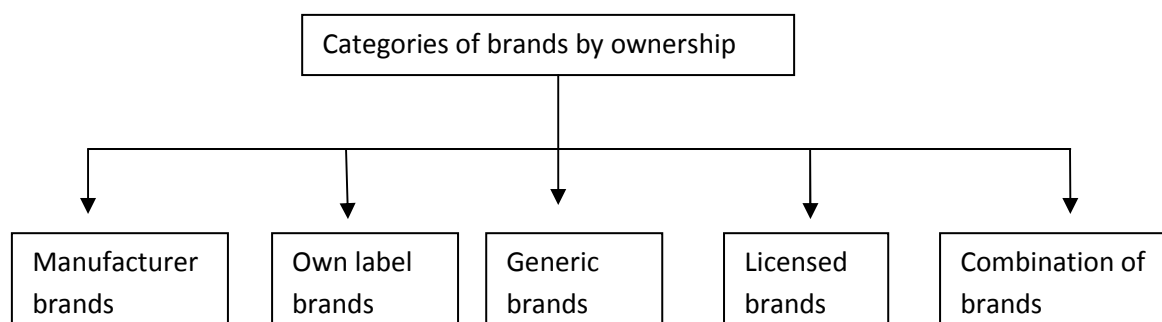 Categories of brands by ownership
Manufacturer
brands
Own label
brands
Generic
brands
Licensed
brands
Combination of
brands